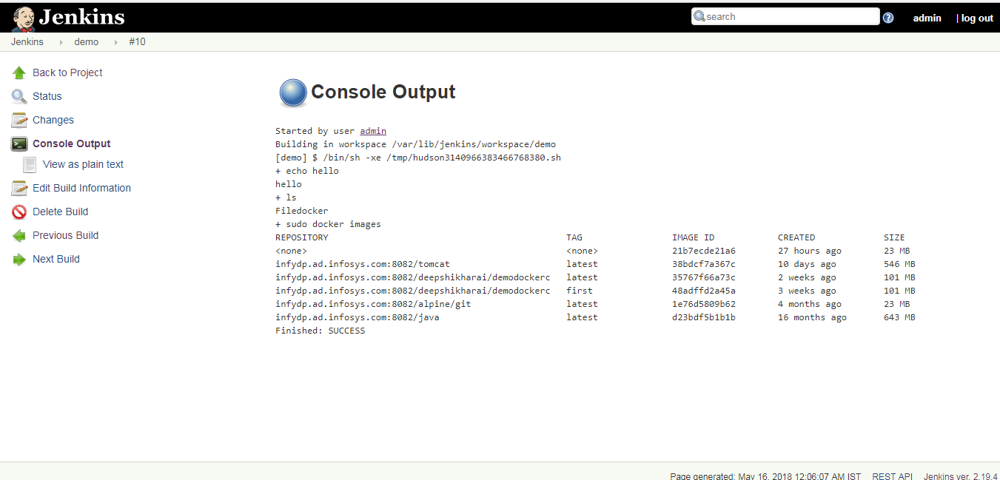 Jenkins
search
admin | log out
Jenkins demo #10
Back to Project
Status
Changes
Console Output
View as plain text
Edit Build Information
Delete Build
Previous Build
Next Build
Console Output
Started by user admin
Building in workspace /var/lib/jenkins/workspace/demo
[demo] $ /bin/sh -xe /tmp/hudson3140966383466768380.sh
+ echo hello
hello
+ ls
Filedocker
+ sudo docker images
REPOSITORY TAG IMAGE ID CREATED SIZE
<none> <none> 21b7ecde21a6 27 hours ago 23 MB
infydp.ad.infosys.com:8082/tomcat latest 38bdcf7a367c 10 days ago 546 MB
infydp.ad.infosys.com:8082/deepshikharai/demodockerc latest 35767f66a73c 2 weeks ago 101 MB
infydp.ad.infosys.com:8082/deepshikharai/demodockerc first 48adffd2a45a 3 weeks ago 101 MB
infydp.ad.infosys.com:8082/alpine/git latest 1e76d5809b62 4 months ago 23 MB
infydp.ad.infosys.com:8082/java latest d23bdf5b1b1b 16 months ago 643 MB
Finished: SUCCESS
Page generated: May 16, 2018 12:06:07 AM IST REST API Jenkins ver. 2.19.4